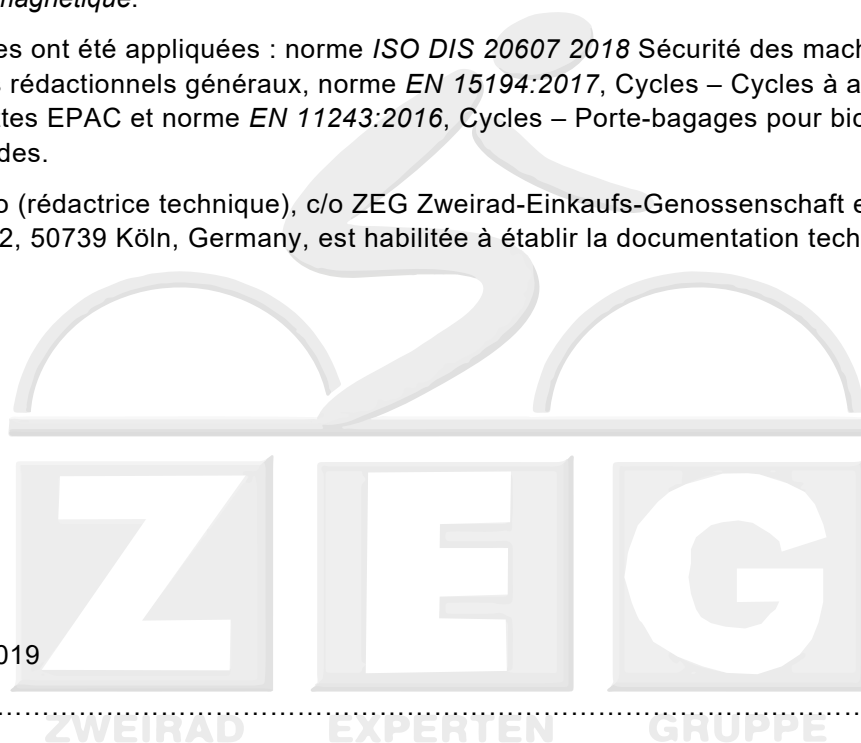 magnétique.
es ont été appliquées : norme ISO DIS 20607 2018 Sécurité des mach
rédactionnels généraux, norme EN 15194:2017, Cycles – Cycles à a
tes EPAC et norme EN 11243:2016, Cycles – Porte-bagages pour bic
des.
o (rédactrice technique), c/o ZEG Zweirad-Einkaufs-Genossenschaft e
2, 50739 Köln, Germany, est habilitée à établir la documentation tech
ZEG
019
ZWEIRAD EXPERTEN GRUPPE